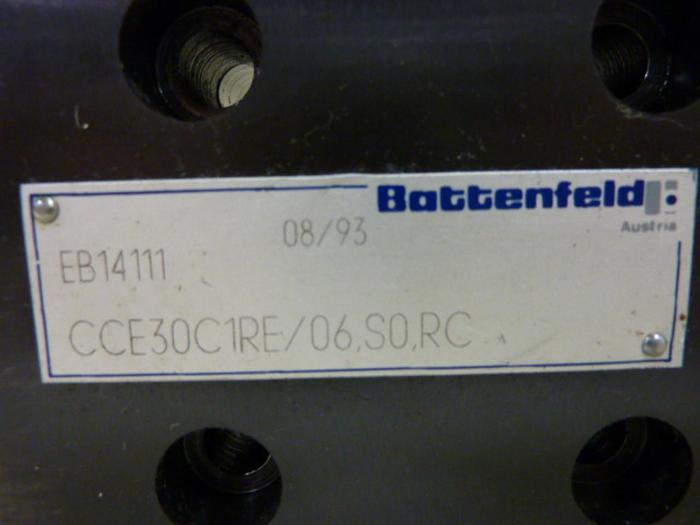 Battenfeld
Austria
08/93
EB14111
CCE30C1RE/06,S0,RC